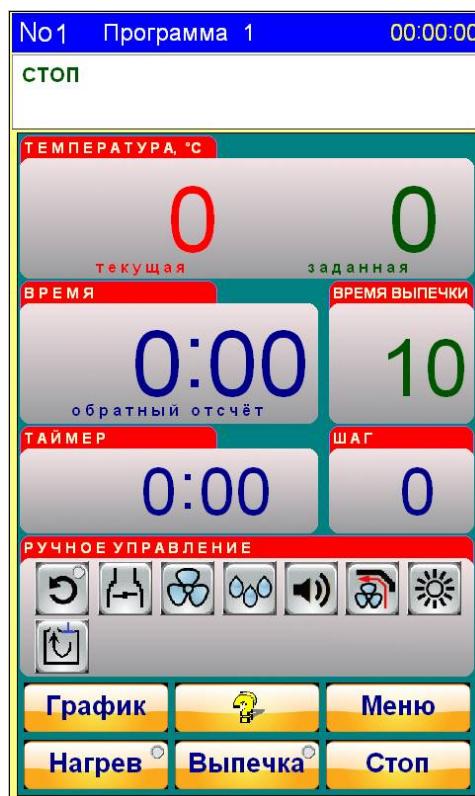 No1 Программа 1 00:00:00
СТОП
ТЕМПЕРАТУРА, °С
0 0
текущая заданная
ВРЕМЯ ВРЕМЯ ВЫПЕЧКИ
0:00 10
обратный отсчёт
ТАЙМЕР ШАГ
0:00 0
РУЧНОЕ УПРАВЛЕНИЕ
График ? Меню
Нагрев Выпечка Стоп